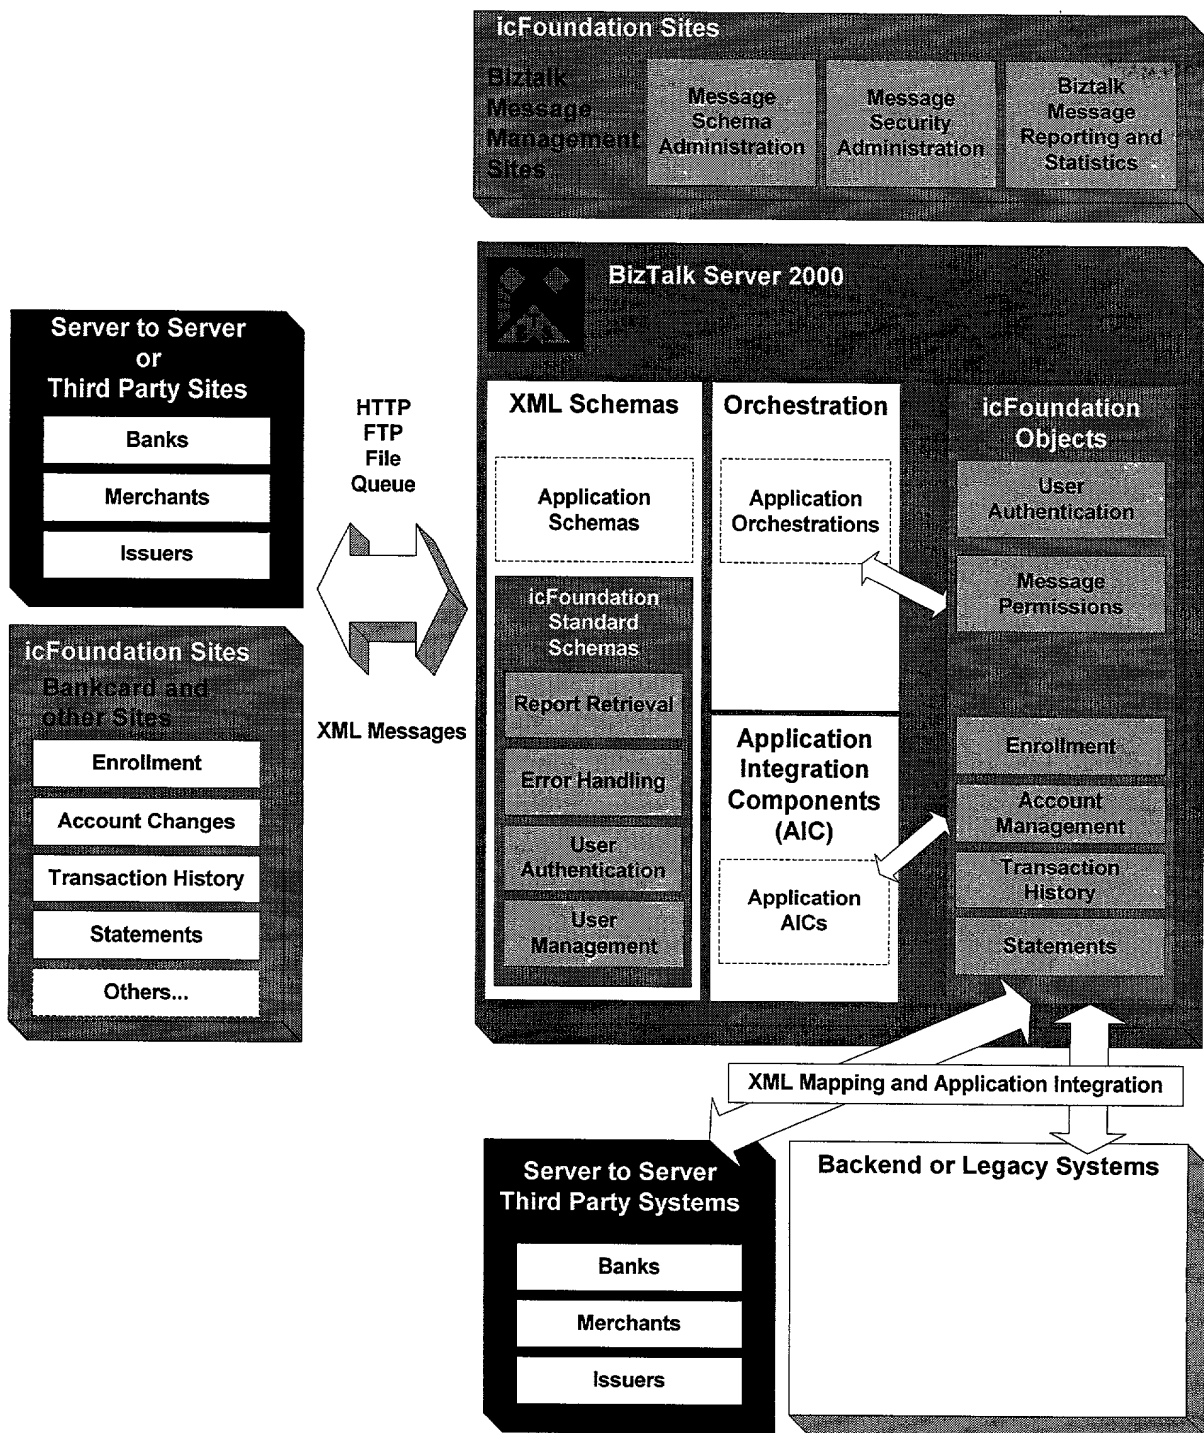 icFoundation Sites
Biztalk
Message
Management
Sites
Message
Schema
Administration
Message
Security
Administration
Biztalk
Message
Reporting and
Statistics
BizTalk Server 2000
Server to Server
or
Third Party Sites
Banks
Merchants
Issuers
HTTP
FTP
File
Queue
XML Messages
icFoundation Sites
Bankcard and
other Sites
Enrollment
Account Changes
Transaction History
Statements
Others...
XML Schemas
Application
Schemas
icFoundation
Standard
Schemas
Report Retrieval
Error Handling
User
Authentication
User
Management
Orchestration
Application
Orchestrations
Application
Integration
Components
(AIC)
Application
AICs
icFoundation
Objects
User
Authentication
Message
Permissions
Enrollment
Account
Management
Transaction
History
Statements
XML Mapping and Application Integration
Server to Server
Third Party Systems
Banks
Merchants
Issuers
Backend or Legacy Systems